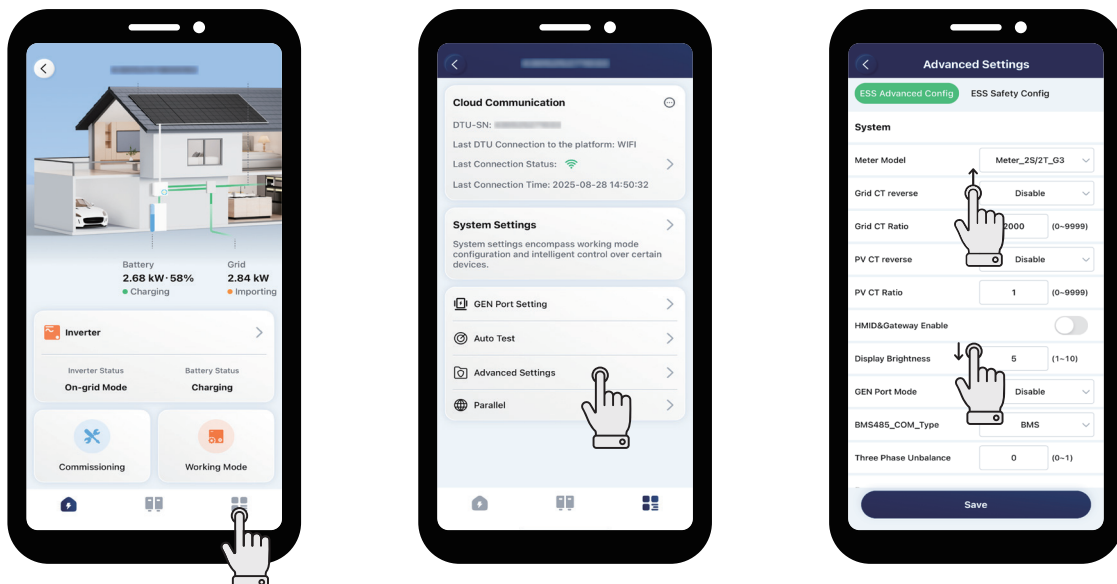 Battery
2.68 kW·58%
Charging
Grid
2.84 kW
Importing
Inverter
Inverter Status
On-grid Mode
Battery Status
Charging
Commissioning
Working Mode
Cloud Communication
DTU-SN:
Last DTU Connection to the platform: WIFI
Last Connection Status:
Last Connection Time: 2025-08-28 14:50:32
System Settings
System settings encompass working mode
configuration and intelligent control over certain
devices.
GEN Port Setting
Auto Test
Advanced Settings
Parallel
Advanced Settings
ESS Advanced Config ESS Safety Config
System
Meter Model Meter_2S/2T_G3
Grid CT reverse Disable
Grid CT Ratio 2000 (0~9999)
PV CT reverse Disable
PV CT Ratio 1 (0~9999)
HMID&Gateway Enable
Display Brightness 5 (1~10)
GEN Port Mode Disable
BMS485_COM_Type BMS
Three Phase Unbalance 0 (0~1)
Save